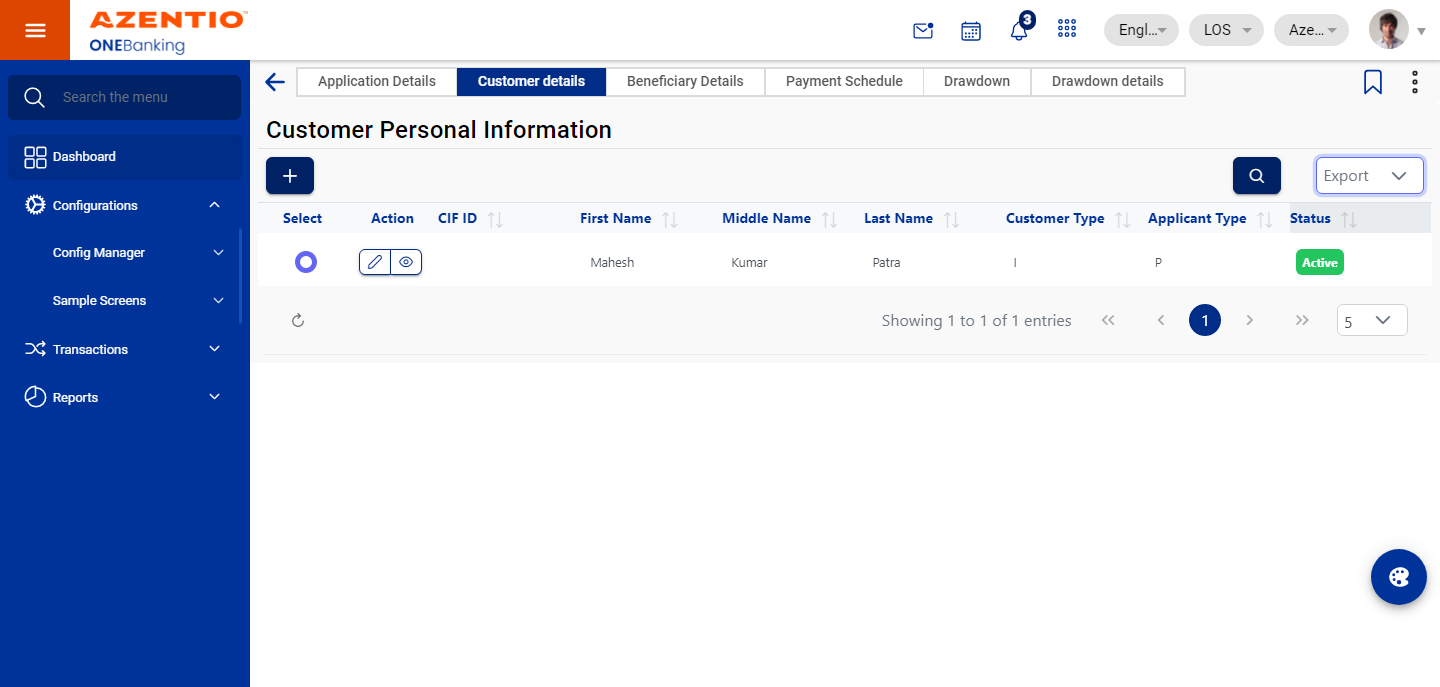 AZENTIO™
ONEBanking
3
Engl...
LOS
Aze...
Search the menu
Dashboard
Configurations
Config Manager
Sample Screens
Transactions
Reports
Application Details
Customer details
Beneficiary Details
Payment Schedule
Drawdown
Drawdown details
Customer Personal Information
Export
Select Action CIF ID First Name Middle Name Last Name Customer Type Applicant Type Status
Mahesh Kumar Patra I P Active
Showing 1 to 1 of 1 entries
1
5